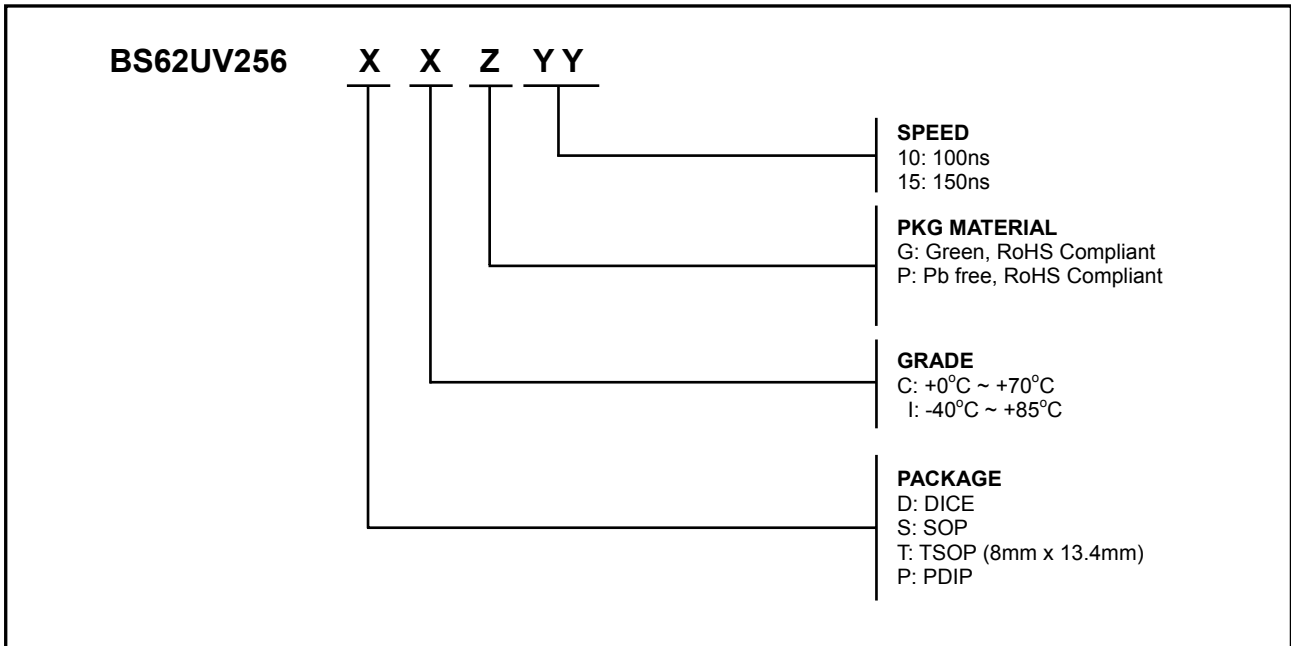 BS62UV256 X X Z Y Y
SPEED
10: 100ns
15: 150ns
PKG MATERIAL
G: Green, RoHS Compliant
P: Pb free, RoHS Compliant
GRADE
C: +0°C ~ +70°C
I: -40°C ~ +85°C
PACKAGE
D: DICE
S: SOP
T: TSOP (8mm x 13.4mm)
P: PDIP